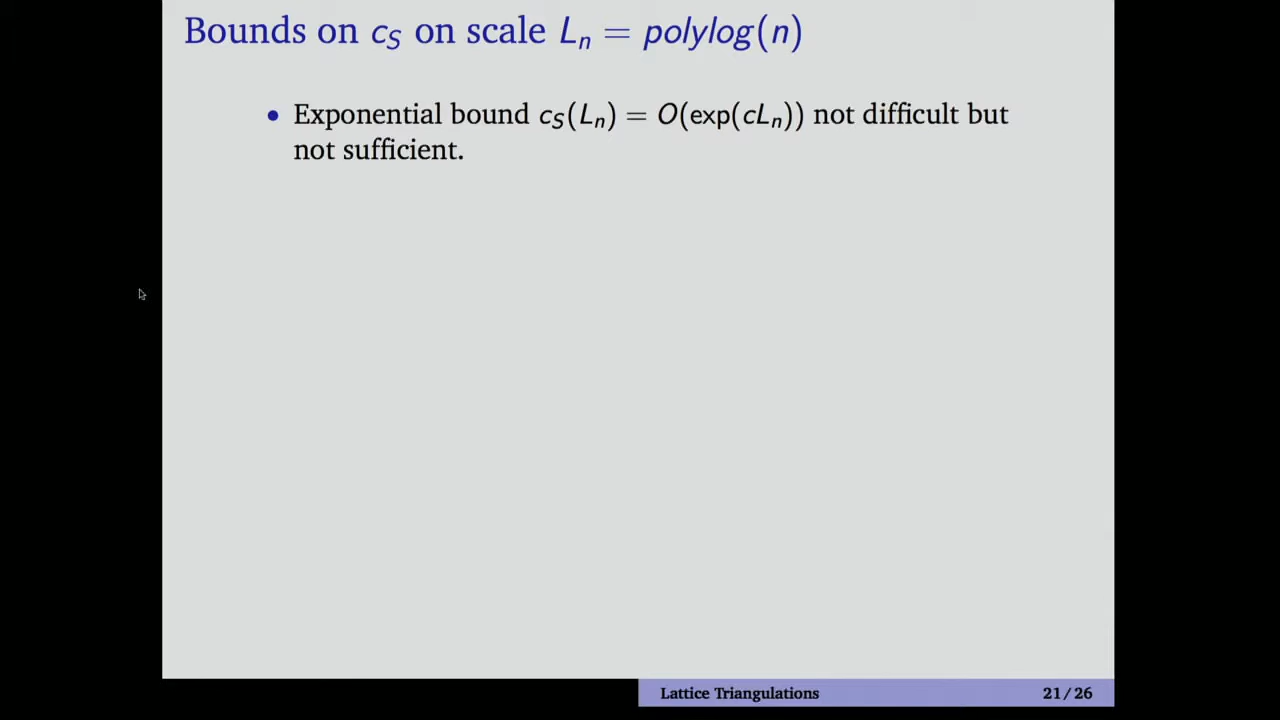 Bounds on c_S on scale L_n = polylog(n)
• Exponential bound c_S(L_n) = O(exp(cL_n)) not difficult but
not sufficient.
Lattice Triangulations 21 / 26